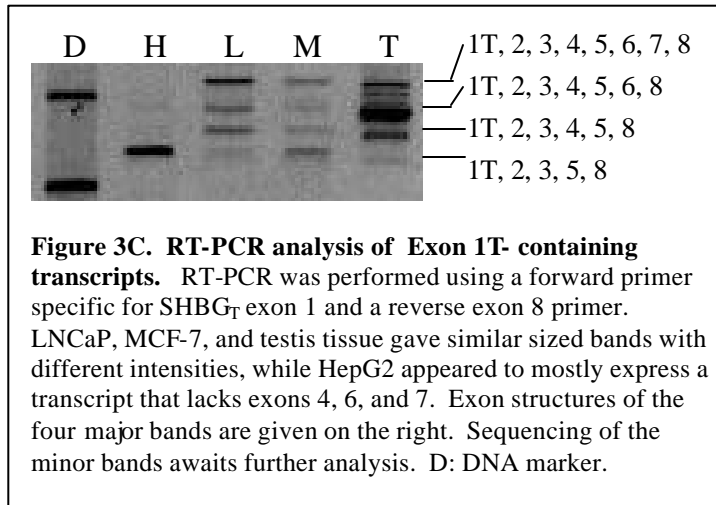 D H L M T
1T, 2, 3, 4, 5, 6, 7, 8
1T, 2, 3, 4, 5, 6, 8
1T, 2, 3, 4, 5, 8
1T, 2, 3, 5, 8
Figure 3C. RT-PCR analysis of Exon 1T- containing
transcripts. RT-PCR was performed using a forward primer
specific for SHBGT exon 1 and a reverse exon 8 primer.
LNCaP, MCF-7, and testis tissue gave similar sized bands with
different intensities, while HepG2 appeared to mostly express a
transcript that lacks exons 4, 6, and 7. Exon structures of the
four major bands are given on the right. Sequencing of the
minor bands awaits further analysis. D: DNA marker.